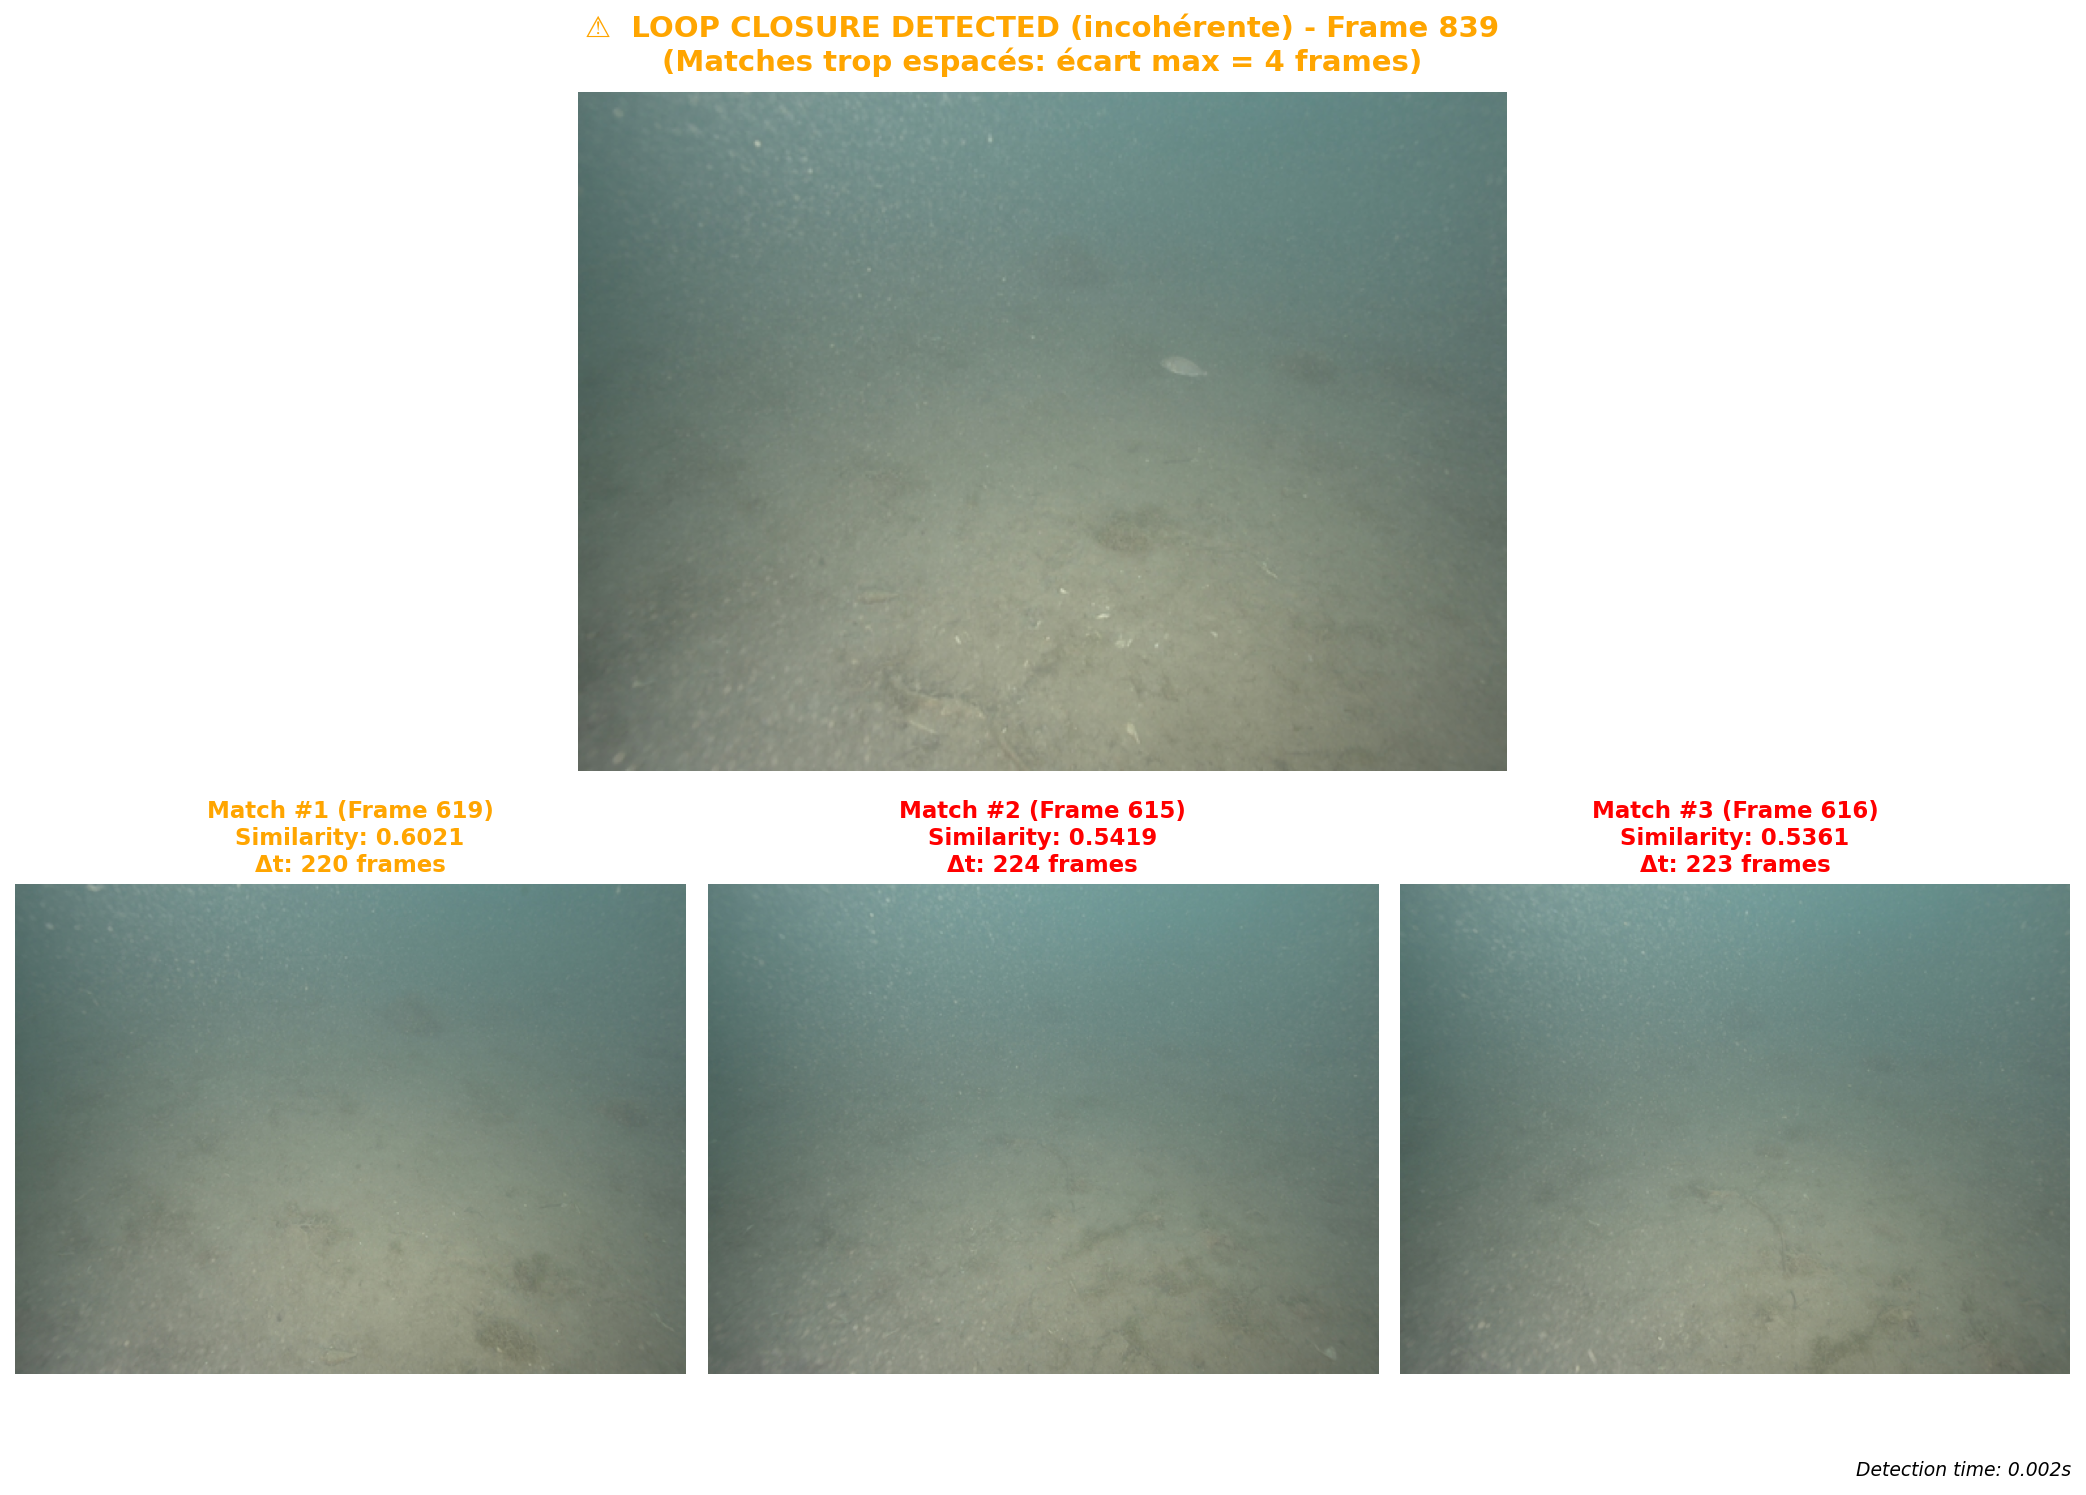 ⚠ LOOP CLOSURE DETECTED (incohérente) - Frame 839
(Matches trop espacés: écart max = 4 frames)
Match #1 (Frame 619)
Similarity: 0.6021
Δt: 220 frames
Match #2 (Frame 615)
Similarity: 0.5419
Δt: 224 frames
Match #3 (Frame 616)
Similarity: 0.5361
Δt: 223 frames
Detection time: 0.002s